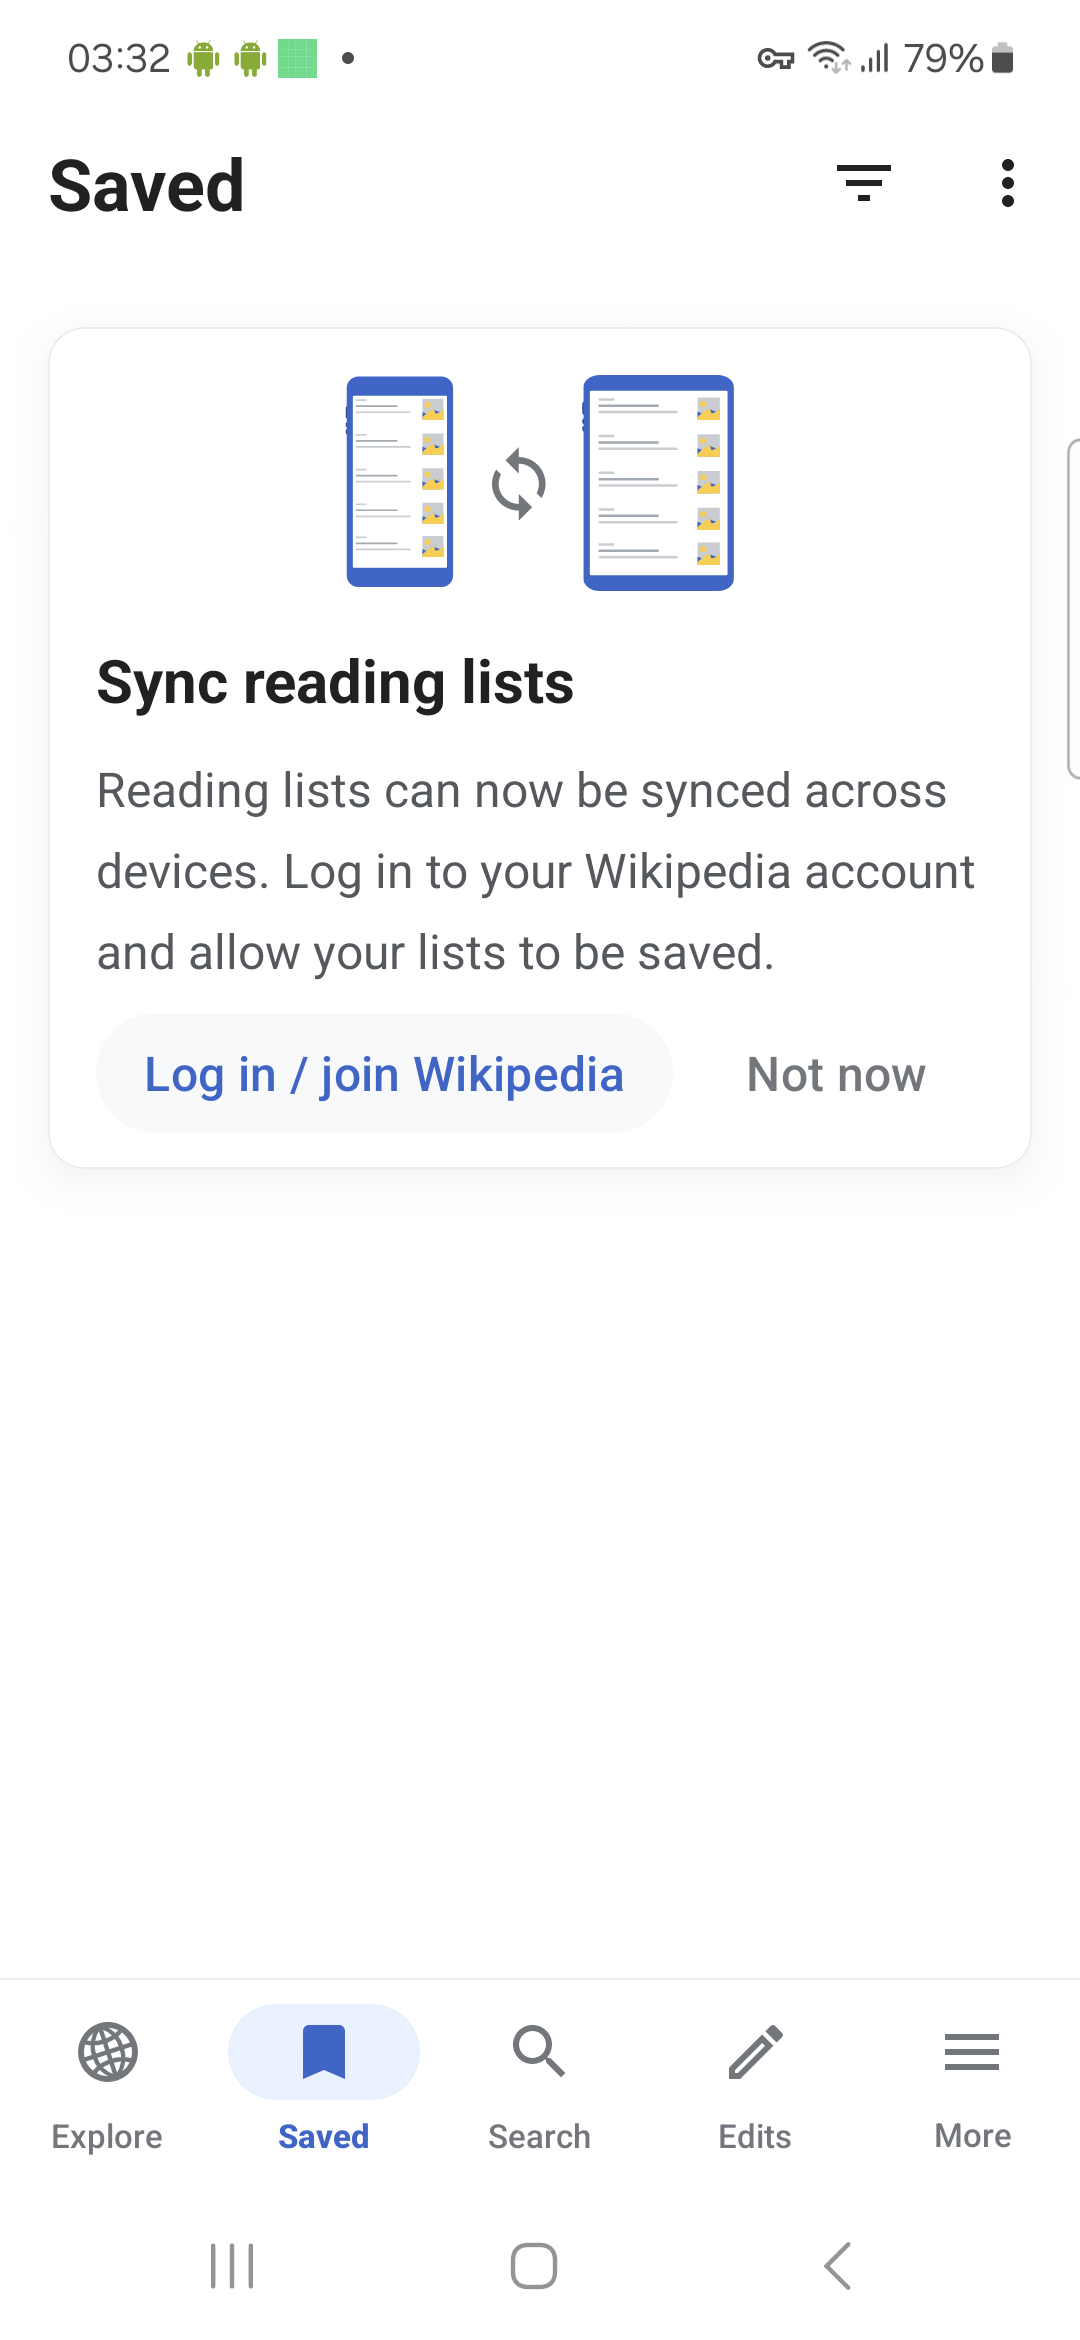 03:32
79%
Saved
Sync reading lists
Reading lists can now be synced across
devices. Log in to your Wikipedia account
and allow your lists to be saved.
Log in / join Wikipedia
Not now
Explore
Saved
Search
Edits
More